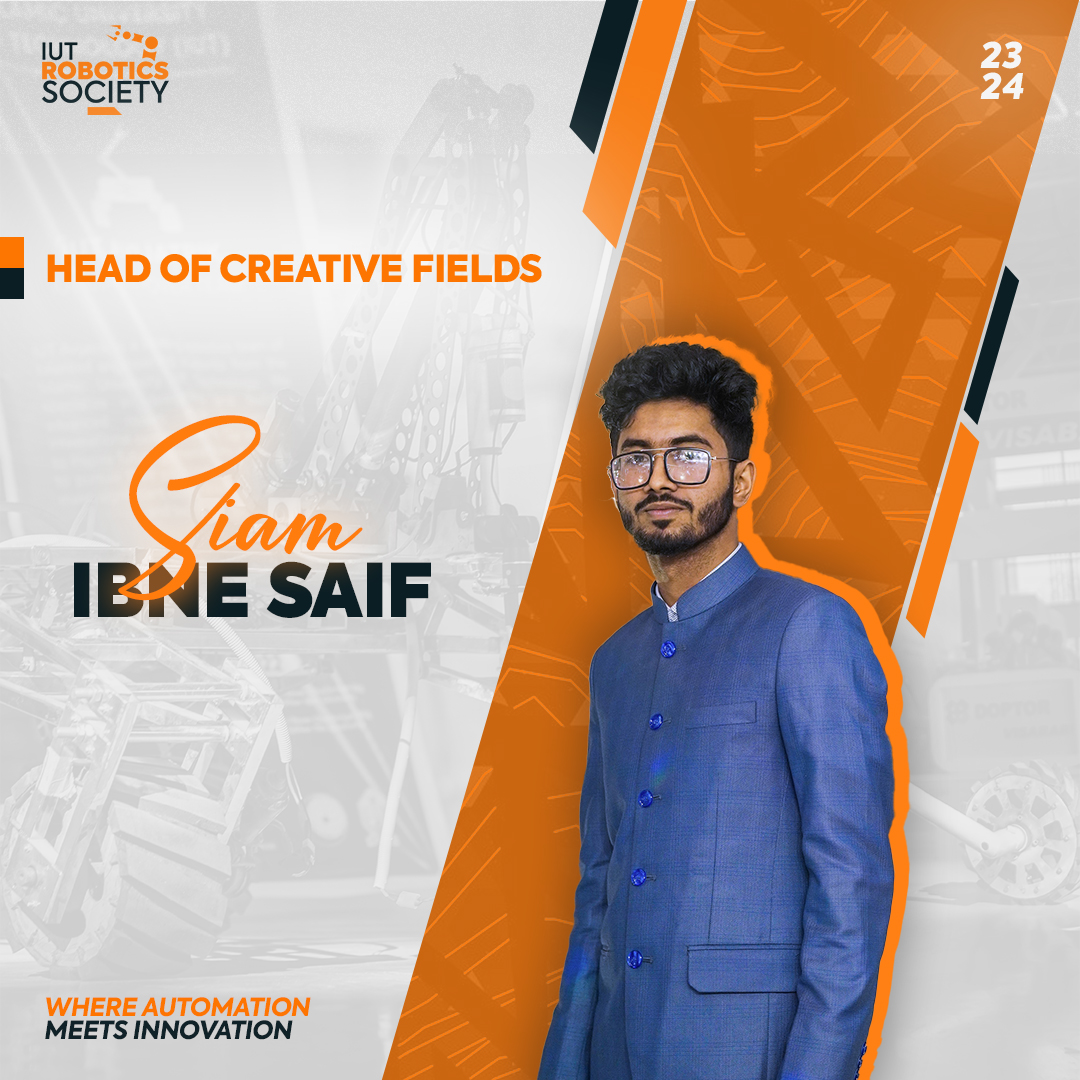 IUT
ROBOTICS
SOCIETY
23
24
HEAD OF CREATIVE FIELDS
Siam
IBNE SAIF
WHERE AUTOMATION
MEETS INNOVATION